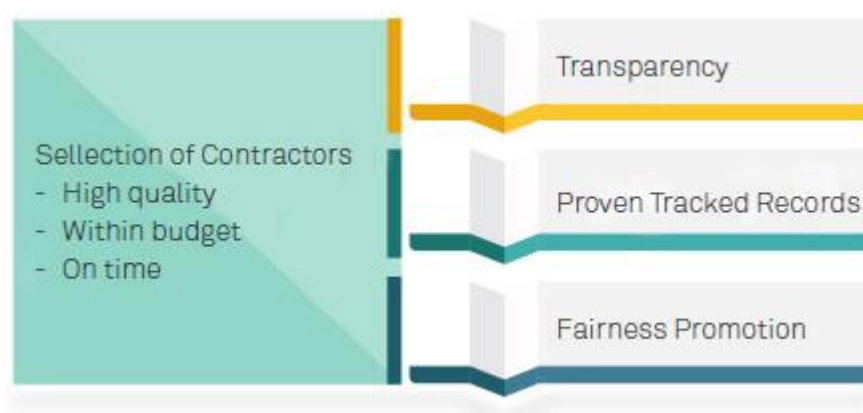 Sellection of Contractors
- High quality
- Within budget
- On time
Transparency
Proven Tracked Records
Fairness Promotion